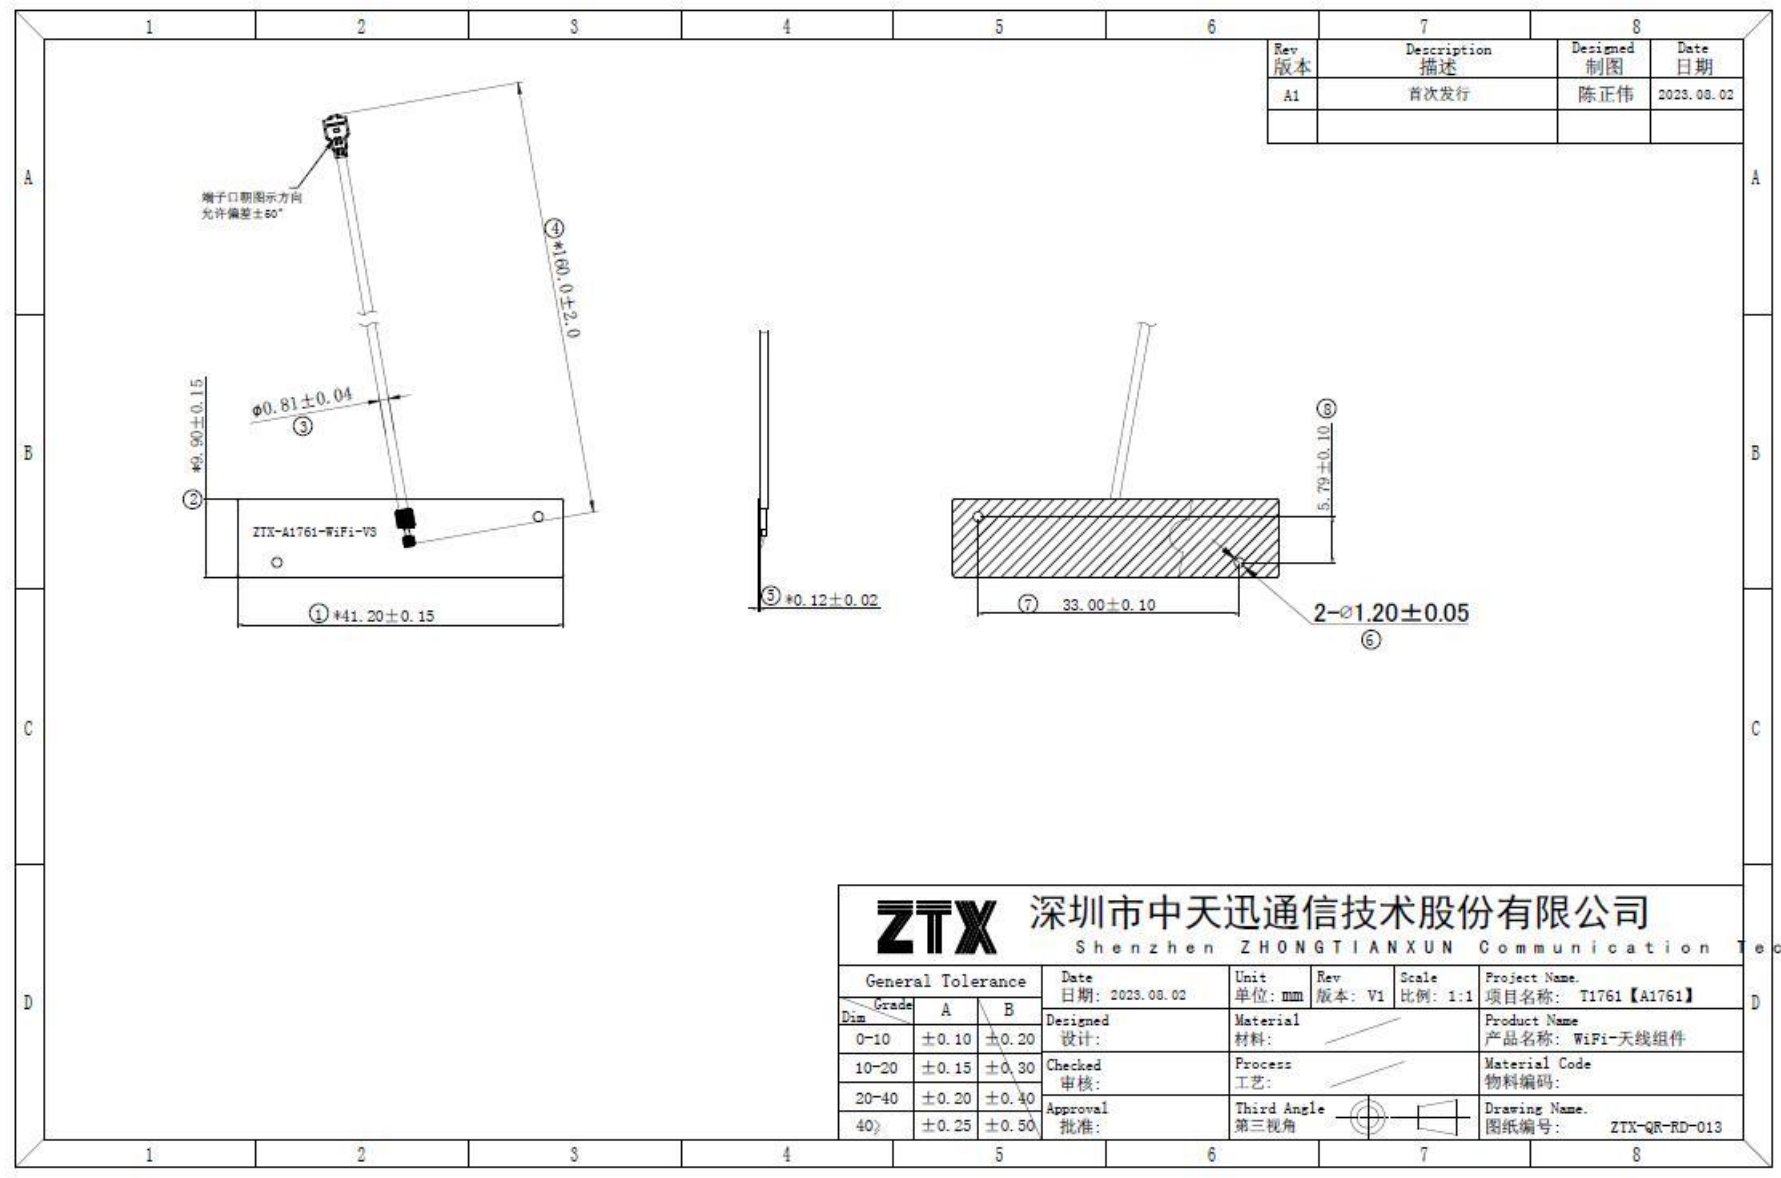 1 2 3 4 5 6 7 8
Rev Description Designed Date
版本 描述 制图 日期
A1 首次发行 陈正伟 2023.08.02
A A
端子口朝图示方向
允许偏差±60°
④*160.0±2.0
B B
φ0.81±0.04
③
②*9.90±0.15
ZTX-A1761-WiFi-V3
①*41.20±0.15
⑤*0.12±0.02
5.79±0.10⑧
⑦ 33.00±0.10
2-∅1.20±0.05
⑥
C C
ZTX 深圳市中天迅通信技术股份有限公司
Shenzhen ZHONGTIANXUN Communication Tec
D D
General Tolerance
Grade
Dim A B
0-10 ±0.10 ±0.20
10-20 ±0.15 ±0.30
20-40 ±0.20 ±0.40
40> ±0.25 ±0.50
Date
日期: 2023.08.02
Unit
单位: mm
Rev
版本: V1
Scale
比例: 1:1
Project Name.
项目名称: T1761【A1761】
Designed
设计:
Material
材料:
Product Name
产品名称: WiFi-天线组件
Checked
审核:
Process
工艺:
Material Code
物料编码:
Approval
批准:
Third Angle
第三视角
Drawing Name.
图纸编号: ZTX-QR-RD-013
1 2 3 4 5 6 7 8